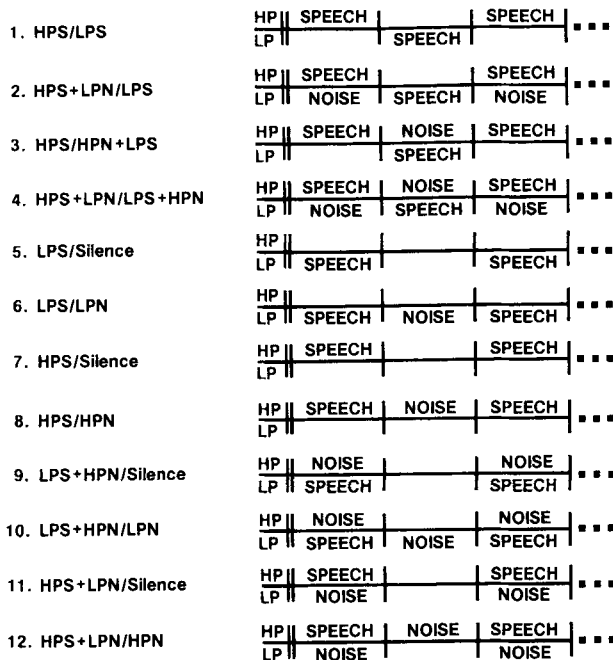 1. HPS/LPS HP SPEECH SPEECH
LP SPEECH
2. HPS+LPN/LPS HP SPEECH SPEECH
LP NOISE SPEECH NOISE
3. HPS/HPN+LPS HP SPEECH NOISE SPEECH
LP SPEECH
4. HPS+LPN/LPS+HPN HP SPEECH NOISE SPEECH
LP NOISE SPEECH NOISE
5. LPS/Silence HP
LP SPEECH SPEECH
6. LPS/LPN HP
LP SPEECH NOISE SPEECH
7. HPS/Silence HP SPEECH SPEECH
LP
8. HPS/HPN HP SPEECH NOISE SPEECH
LP
9. LPS+HPN/Silence HP NOISE NOISE
LP SPEECH SPEECH
10. LPS+HPN/LPN HP NOISE NOISE
LP SPEECH NOISE SPEECH
11. HPS+LPN/Silence HP SPEECH SPEECH
LP NOISE NOISE
12. HPS+LPN/HPN HP SPEECH NOISE SPEECH
LP NOISE NOISE